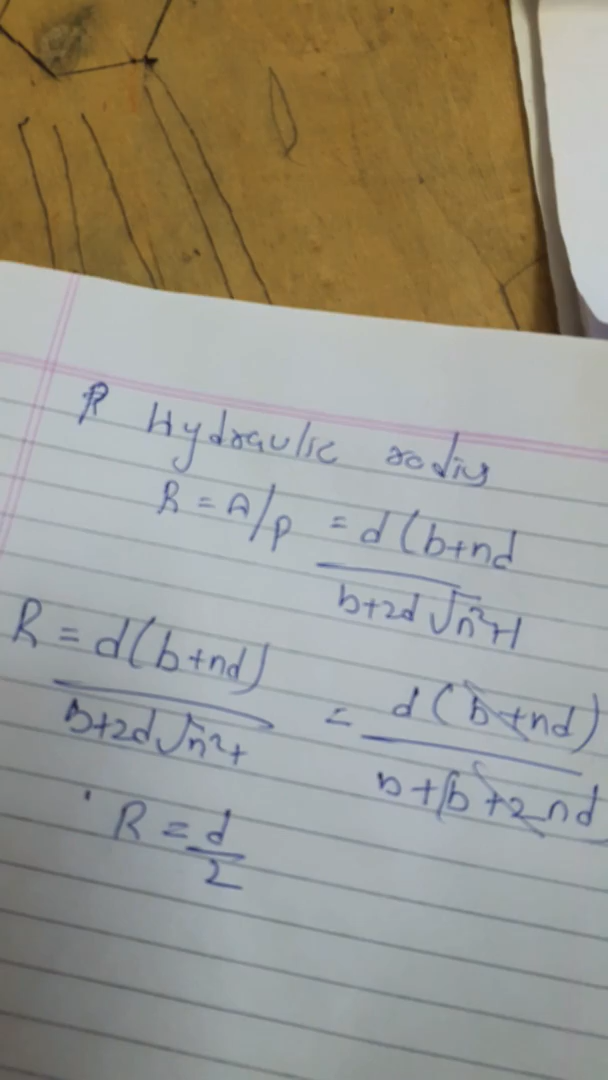 R Hydraulic radius
R = A/p = d(b+nd
b+2d√n²+1
R = d(b+nd) = d(b+nd)
b+2d√n²+ b+(b+2nd
R = d
2